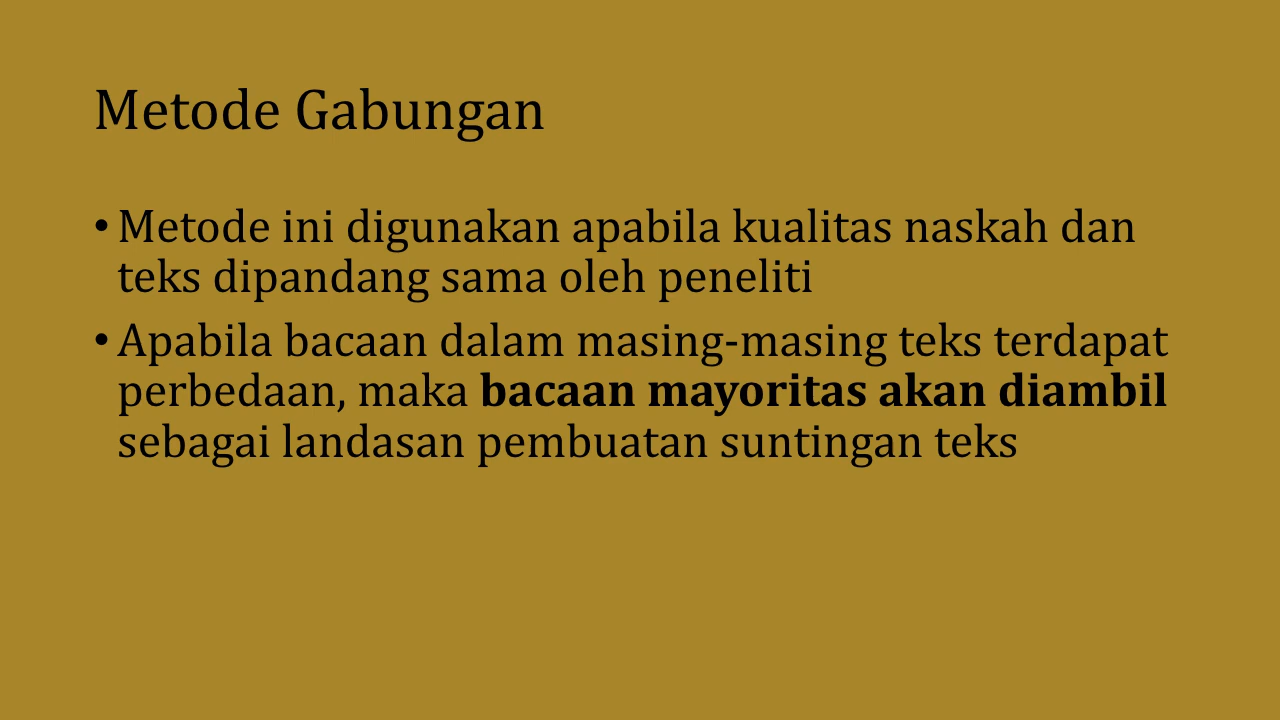 Metode Gabungan
• Metode ini digunakan apabila kualitas naskah dan
teks dipandang sama oleh peneliti
• Apabila bacaan dalam masing-masing teks terdapat
perbedaan, maka bacaan mayoritas akan diambil
sebagai landasan pembuatan suntingan teks